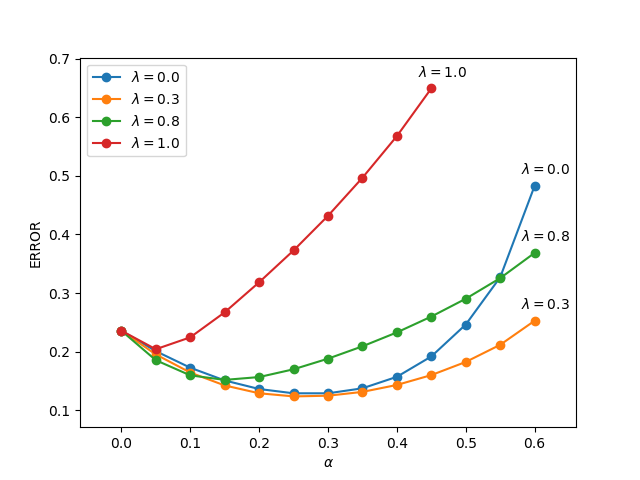 λ = 1.0
λ = 0.0
λ = 0.3
λ = 0.8
λ = 1.0
λ = 0.0
λ = 0.8
λ = 0.3
ERROR
0.7
0.6
0.5
0.4
0.3
0.2
0.1
0.0 0.1 0.2 0.3 0.4 0.5 0.6
α